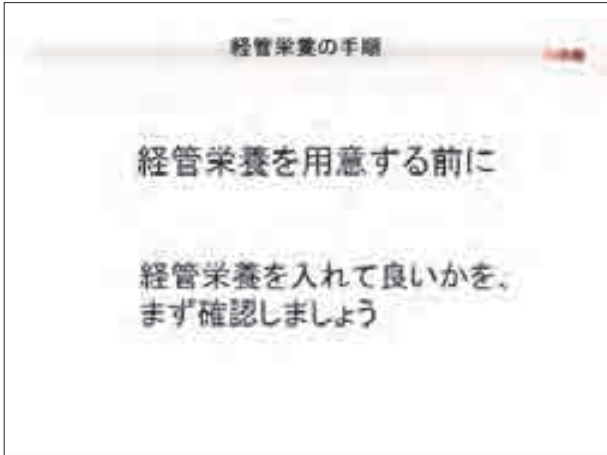 経管栄養の手順
経管栄養を用意する前に
経管栄養を入れて良いかを、
まず確認しましょう